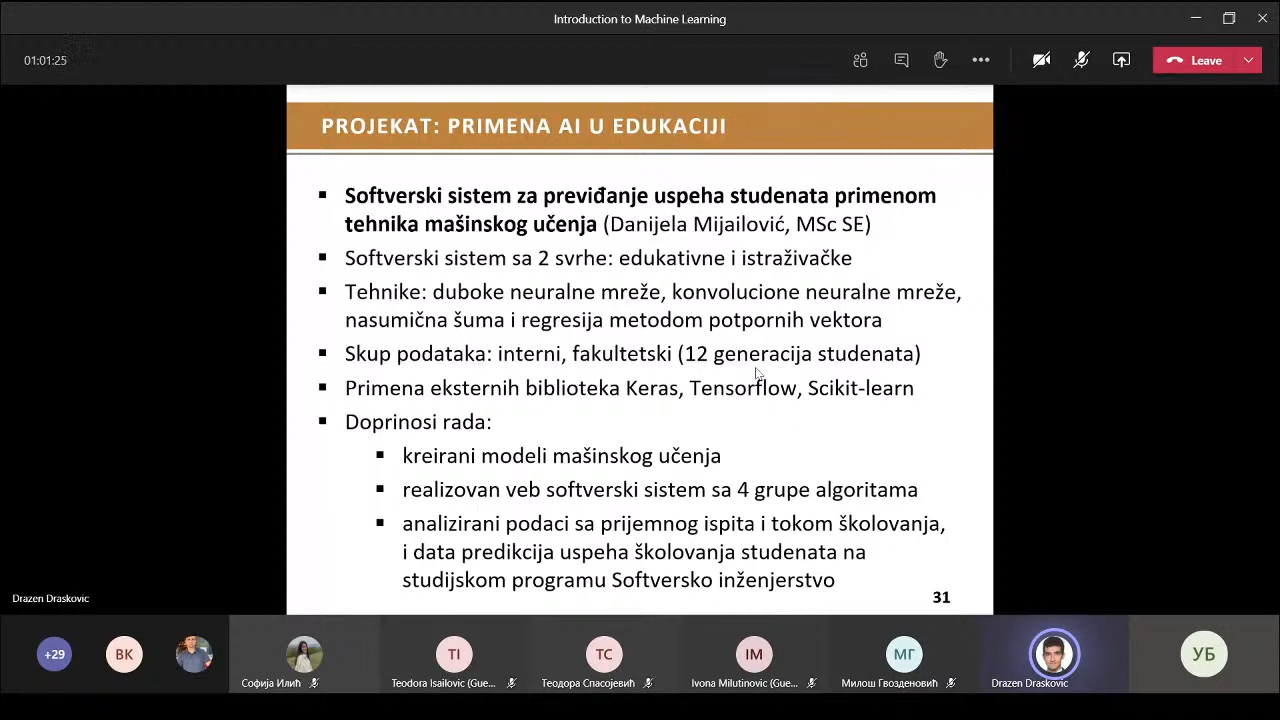 Introduction to Machine Learning
01:01:25
Leave
PROJEKAT: PRIMENA AI U EDUKACIJI
Softverski sistem za previđanje uspeha studenata primenom
tehnika mašinskog učenja (Danijela Mijailović, MSc SE)
Softverski sistem sa 2 svrhe: edukativne i istraživačke
Tehnike: duboke neuralne mreže, konvolucione neuralne mreže,
nasumična šuma i regresija metodom potpornih vektora
Skup podataka: interni, fakultetski (12 generacija studenata)
Primena eksternih biblioteka Keras, Tensorflow, Scikit-learn
Doprinosi rada:
kreirani modeli mašinskog učenja
realizovan veb softverski sistem sa 4 grupe algoritama
analizirani podaci sa prijemnog ispita i tokom školovanja,
i data predikcija uspeha školovanja studenata na
studijskom programu Softversko inženjerstvo
31
Drazen Draskovic
+29
ВК
TI
ТС
IM
МГ
УБ
Софија Илић
Teodora Isailovic (Gue...
Теодора Спасојевић
Ivona Milutinovic (Gue...
Милош Гвозденовић
Drazen Draskovic